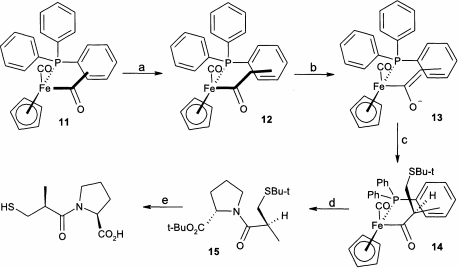 P
CO
Fe
O
11
a
P
CO
Fe
O
12
b
P
CO
Fe
O⁻
13
c
SBu-t
Ph
Ph
P
H
CO
Fe
O
14
d
SBu-t
N
H
t-BuO₂C
O
15
e
HS
N
O
CO₂H